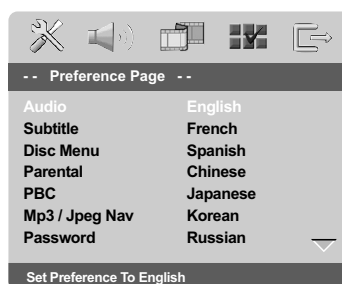 -- Preference Page --
Audio English
Subtitle French
Disc Menu Spanish
Parental Chinese
PBC Japanese
Mp3 / Jpeg Nav Korean
Password Russian
Set Preference To English